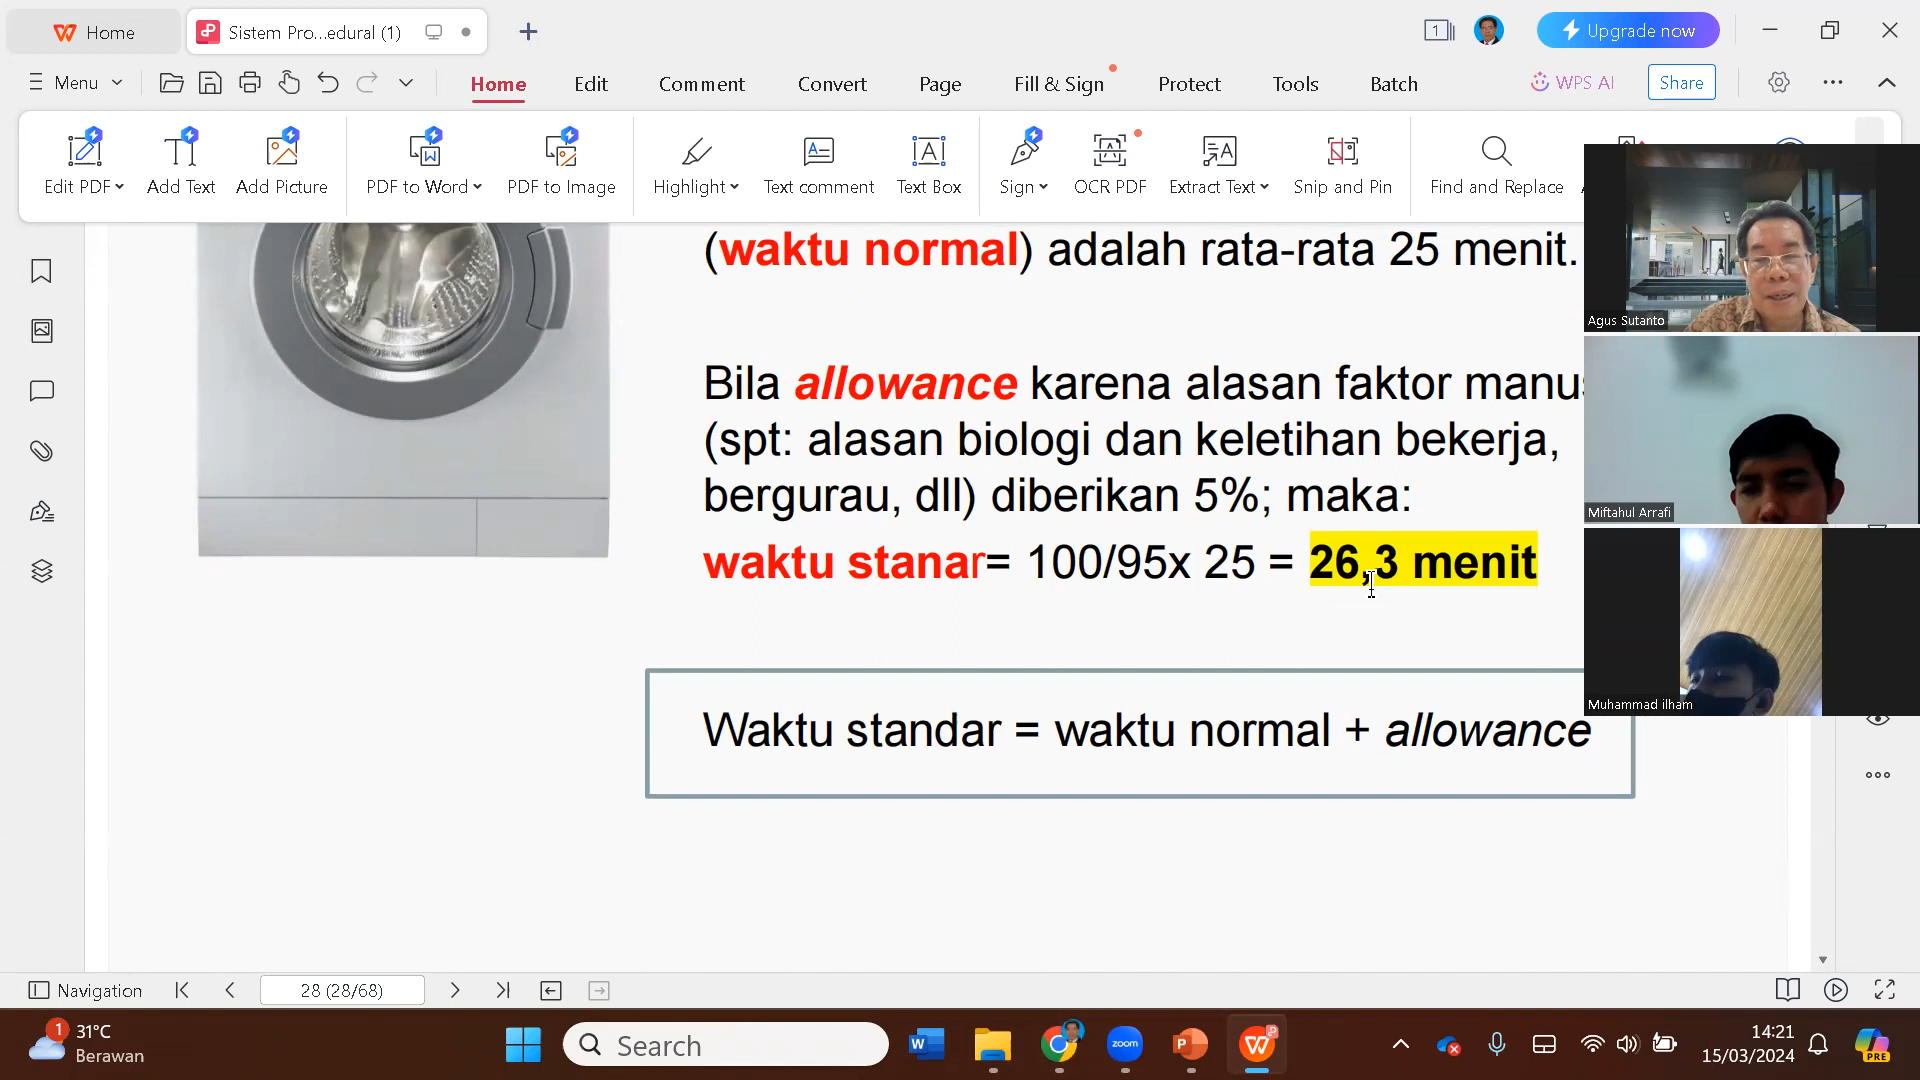 Home
Sistem Pro...edural (1)
1
Upgrade now
Menu
Home
Edit
Comment
Convert
Page
Fill & Sign
Protect
Tools
Batch
WPS AI
Share
Edit PDF
Add Text
Add Picture
PDF to Word
PDF to Image
Highlight
Text comment
Text Box
Sign
OCR PDF
Extract Text
Snip and Pin
Find and Replace
(waktu normal) adalah rata-rata 25 menit.
Bila allowance karena alasan faktor manus
(spt: alasan biologi dan keletihan bekerja,
bergurau, dll) diberikan 5%; maka:
waktu stanar= 100/95x 25 = 26,3 menit
Waktu standar = waktu normal + allowance
Agus Sutanto
Miftahul Arrafi
Muhammad ilham
Navigation
28 (28/68)
1
31°C
Berawan
Search
W
zoom
P
W
14:21
15/03/2024
PRE